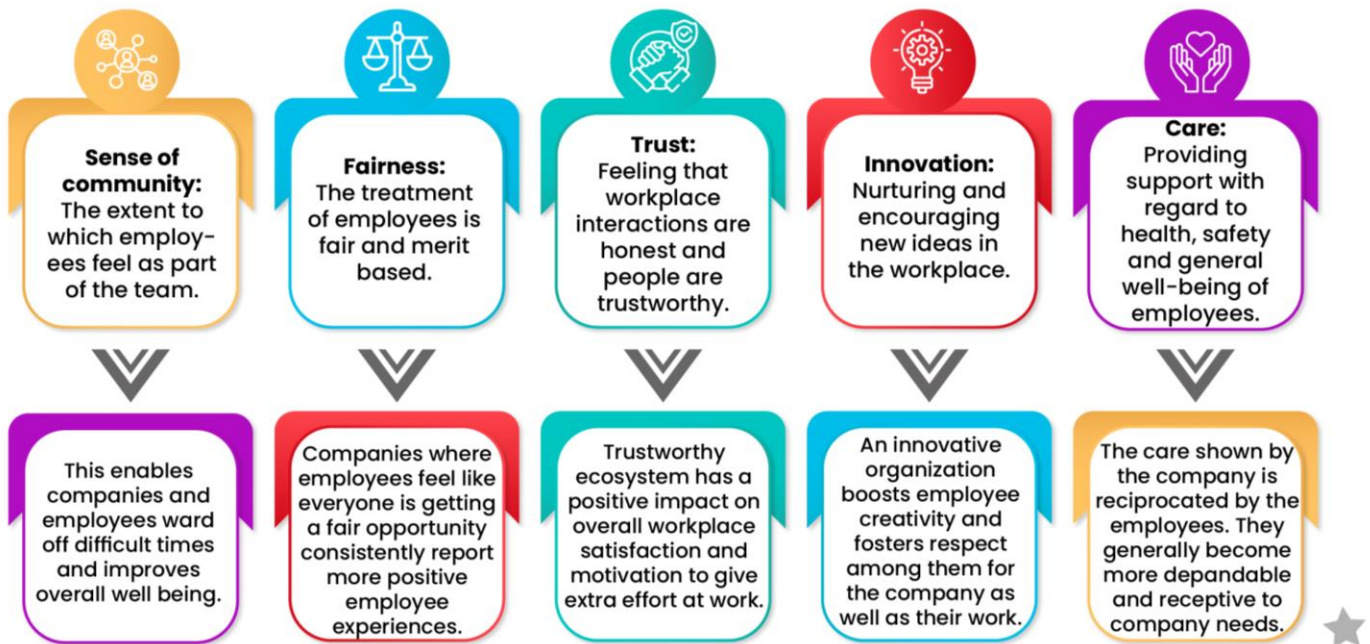 Sense of
community:
The extent to
which employ-
ees feel as part
of the team.
Fairness:
The treatment
of employees is
fair and merit
based.
Trust:
Feeling that
workplace
interactions are
honest and
people are
trustworthy.
Innovation:
Nurturing and
encouraging
new ideas in
the workplace.
Care:
Providing
support with
regard to
health, safety
and general
well-being of
employees.
This enables
companies and
employees ward
off difficult times
and improves
overall well being.
Companies where
employees feel like
everyone is getting
a fair opportunity
consistently report
more positive
employee
experiences.
Trustworthy
ecosystem has a
positive impact on
overall workplace
satisfaction and
motivation to give
extra effort at work.
An innovative
organization
boosts employee
creativity and
fosters respect
among them for
the company as
well as their work.
The care shown by
the company is
reciprocated by the
employees. They
generally become
more depandable
and receptive to
company needs.